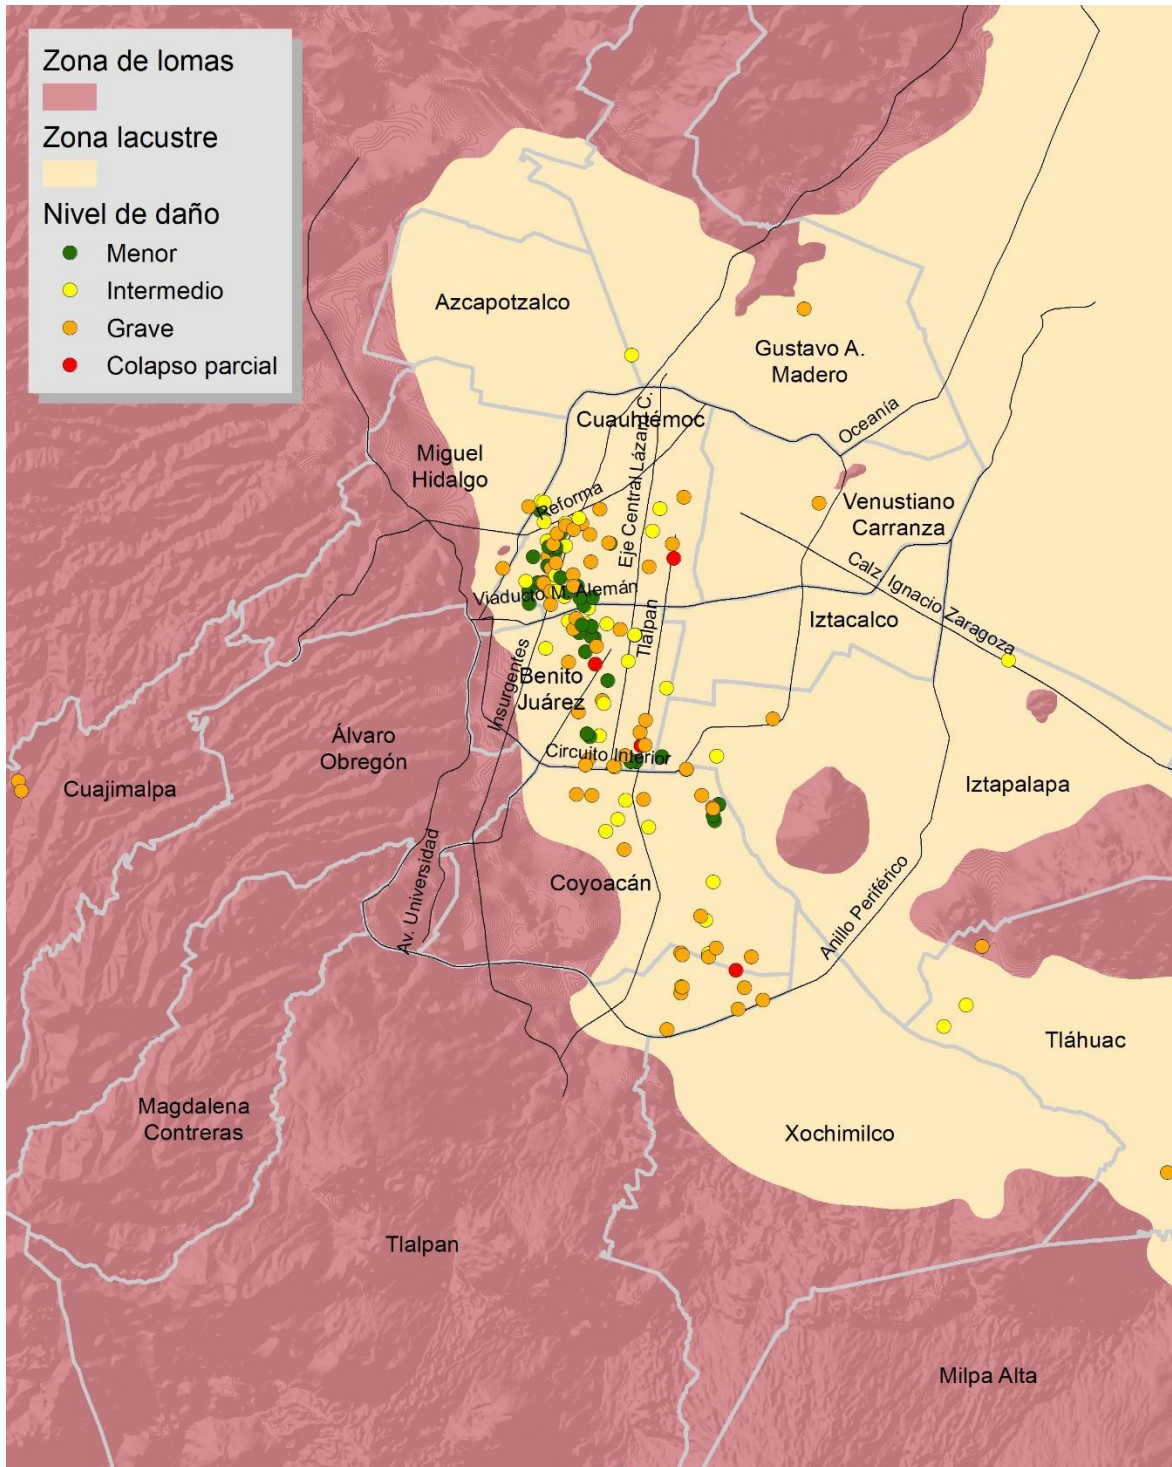 Zona de lomas
Zona lacustre
Nivel de daño
Menor
Intermedio
Grave
Colapso parcial
Azcapotzalco
Gustavo A.
Madero
Cuauhtémoc
Oceanía
Miguel
Hidalgo
Reforma
Eje Central Lázaro C.
Venustiano
Carranza
Calz. Ignacio Zaragoza
Viaducto M. Alemán
Tlalpan
Iztacalco
Insurgentes
Benito
Juárez
Álvaro
Obregón
Circuito Interior
Cuajimalpa
Iztapalapa
Av. Universidad
Coyoacán
Anillo Periférico
Tláhuac
Magdalena
Contreras
Xochimilco
Tlalpan
Milpa Alta